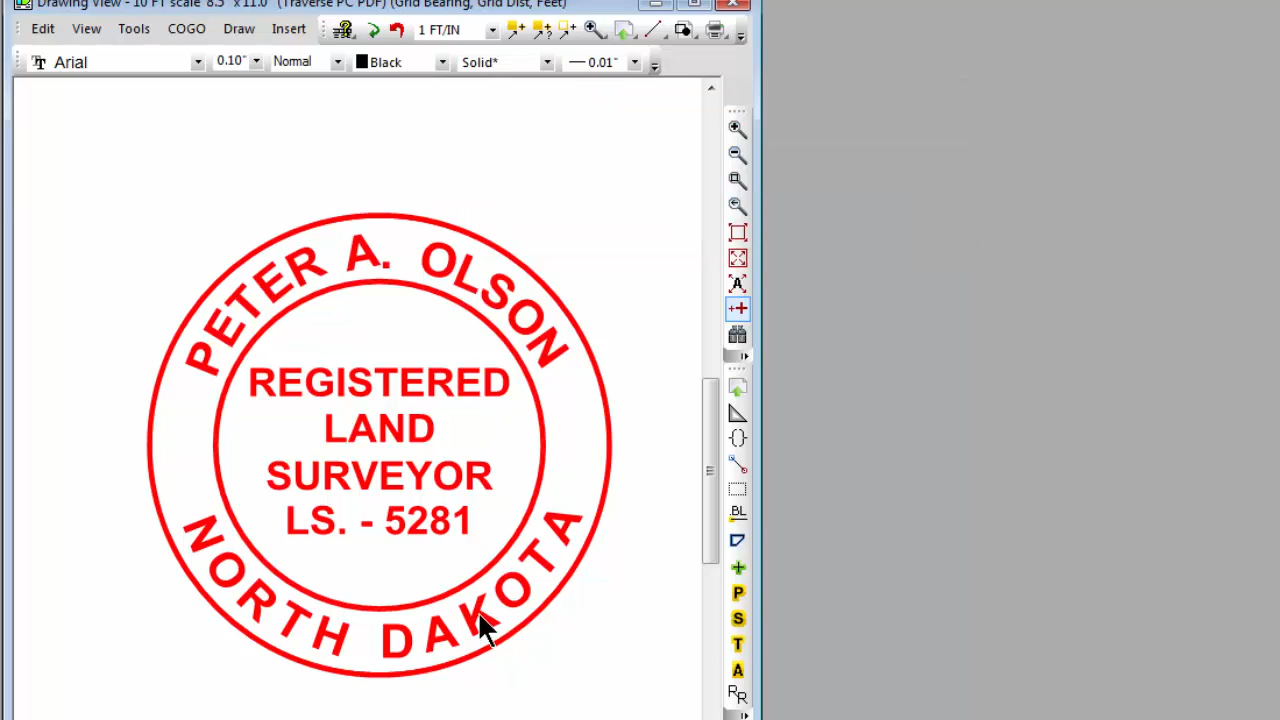 Drawing View - 10 FT scale 8.5" x11.0" (Traverse PC PDF) (Grid Bearing, Grid Dist, Feet)
Edit View Tools COGO Draw Insert 1 FT/IN
Arial 0.10" Normal Black Solid* 0.01"
PETER A. OLSON
REGISTERED
LAND
SURVEYOR
LS. - 5281
NORTH DAKOTA
A
.BL
P
S
T
A
RR